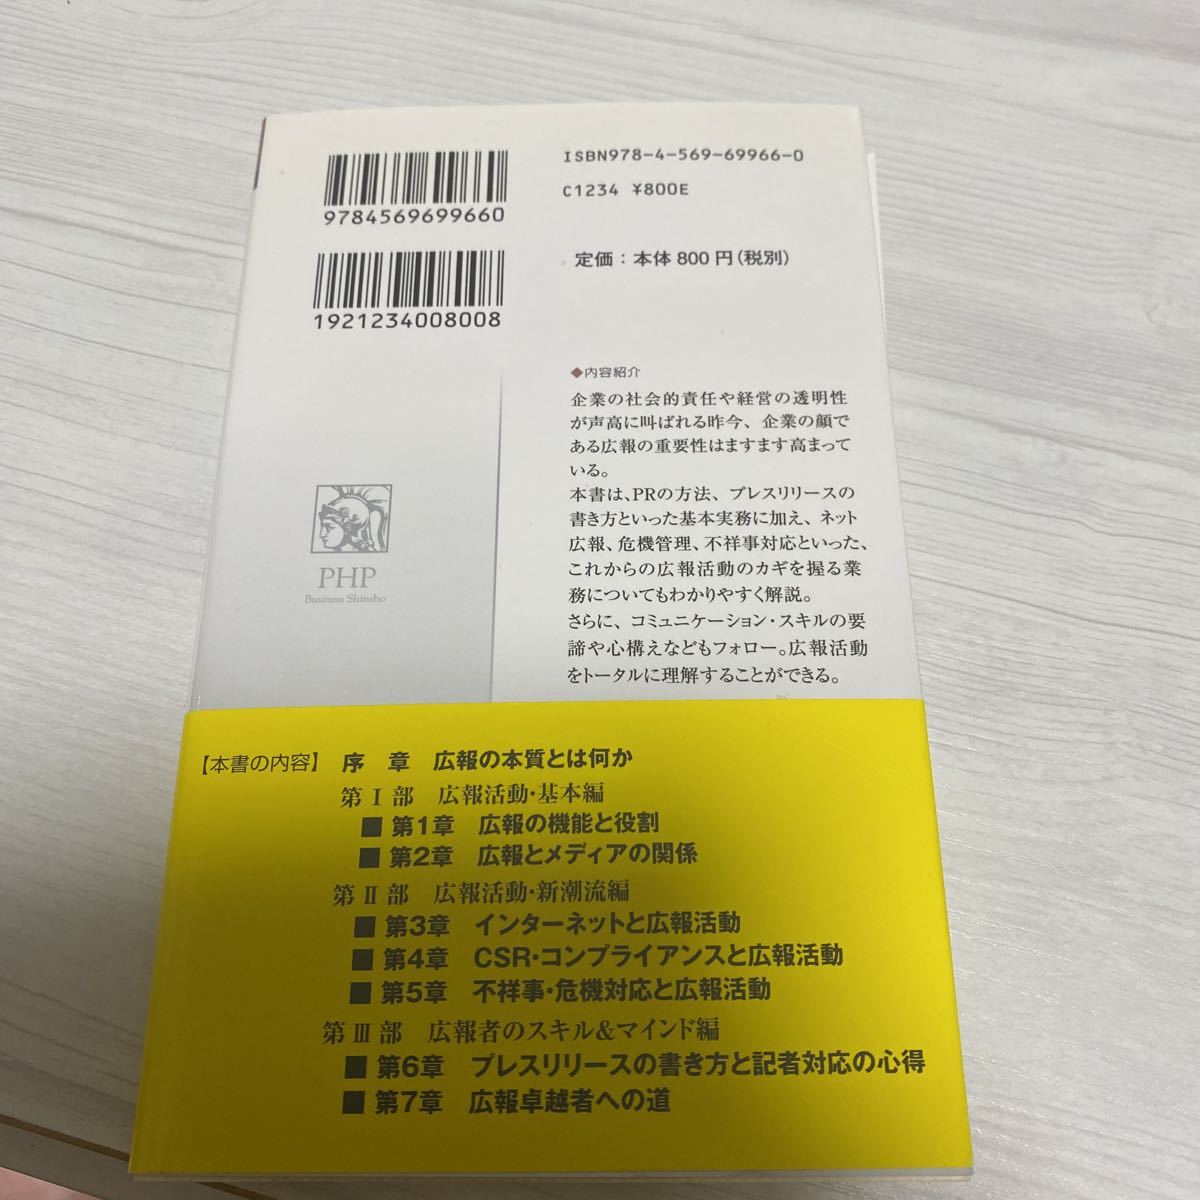 ISBN978-4-569-69966-0
9784569699660
C1234 ¥800E
定価：本体800円（税別）
1921234008008
◆内容紹介
企業の社会的責任や経営の透明性
が声高に叫ばれる昨今、企業の顔で
ある広報の重要性はますます高まって
いる。
本書は、PRの方法、プレスリリースの
書き方といった基本実務に加え、ネット
広報、危機管理、不祥事対応といった、
これからの広報活動のカギを握る業
務についてもわかりやすく解説。
さらに、コミュニケーション・スキルの要
諦や心構えなどもフォロー。広報活動
をトータルに理解することができる。
PHP
Business Shinsho
【本書の内容】 序 章 広報の本質とは何か
第Ⅰ部 広報活動・基本編
■ 第1章 広報の機能と役割
■ 第2章 広報とメディアの関係
第Ⅱ部 広報活動・新潮流編
■ 第3章 インターネットと広報活動
■ 第4章 CSR・コンプライアンスと広報活動
■ 第5章 不祥事・危機対応と広報活動
第Ⅲ部 広報者のスキル&マインド編
■ 第6章 プレスリリースの書き方と記者対応の心得
■ 第7章 広報卓越者への道